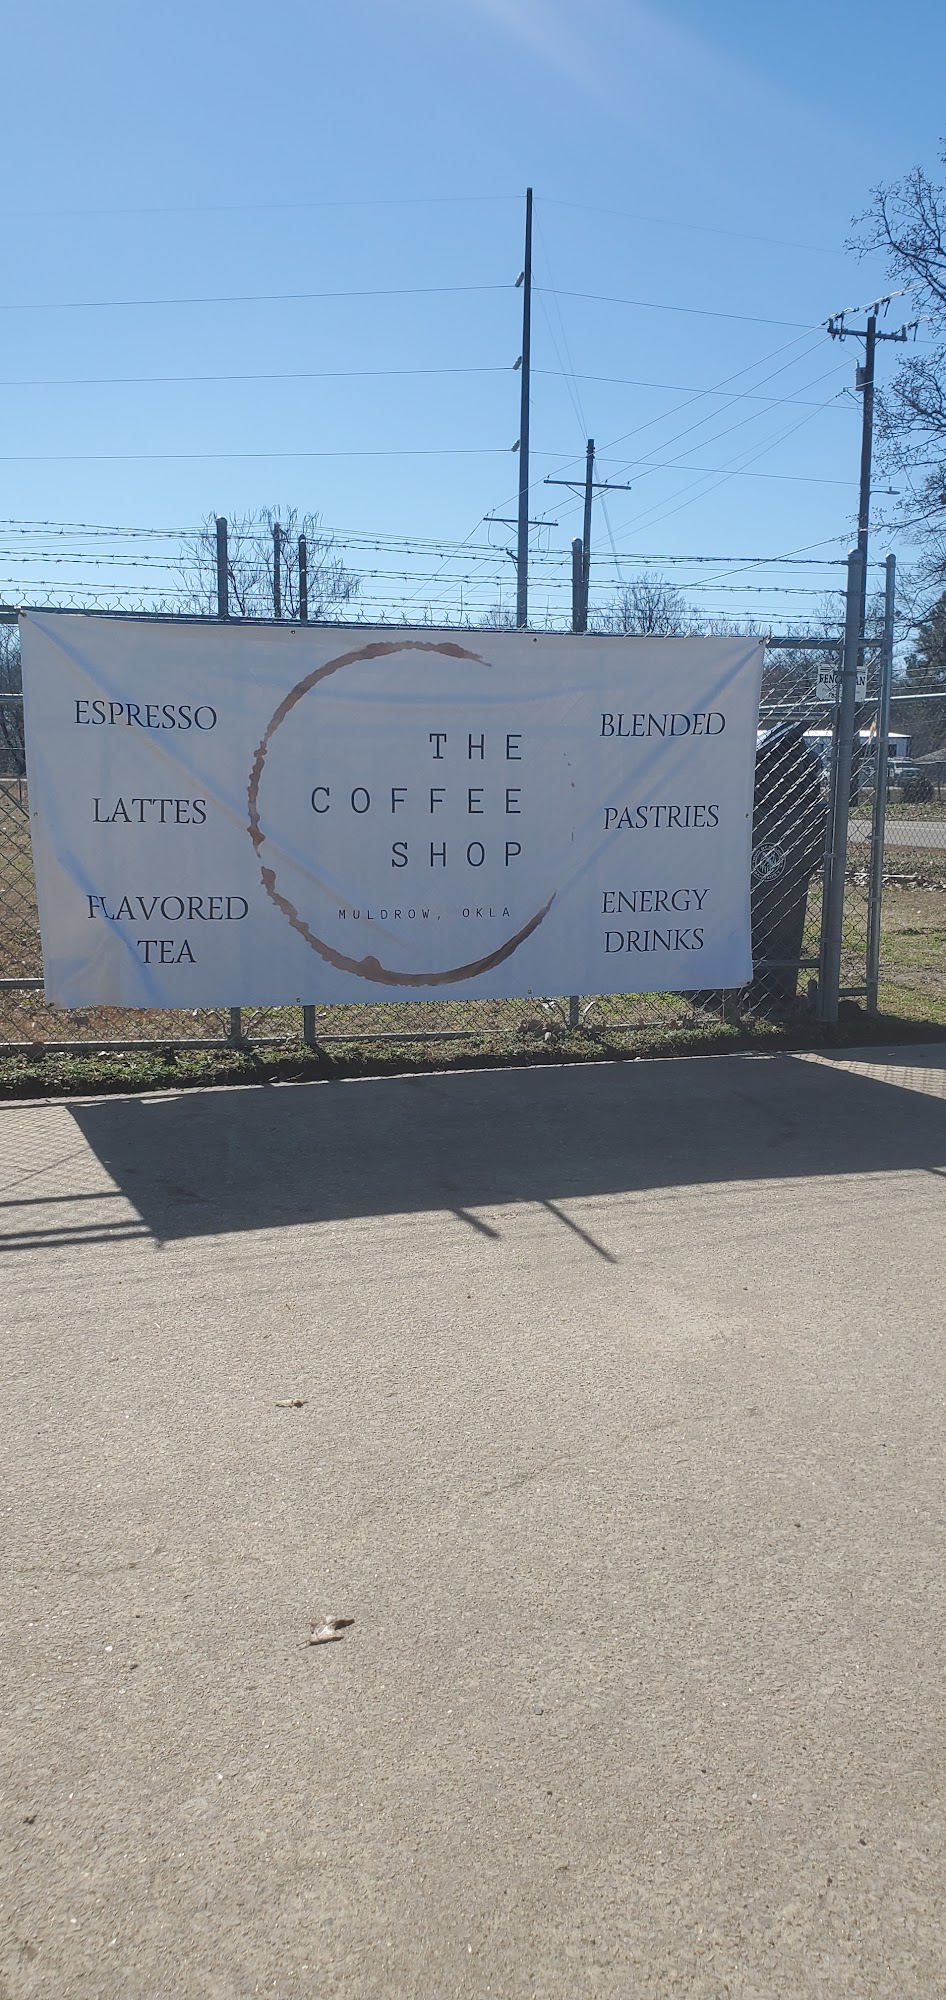 ESPRESSO
LATTES
FLAVORED
TEA
THE
COFFEE
SHOP
MULDROW, OKLA
BLENDED
PASTRIES
ENERGY
DRINKS